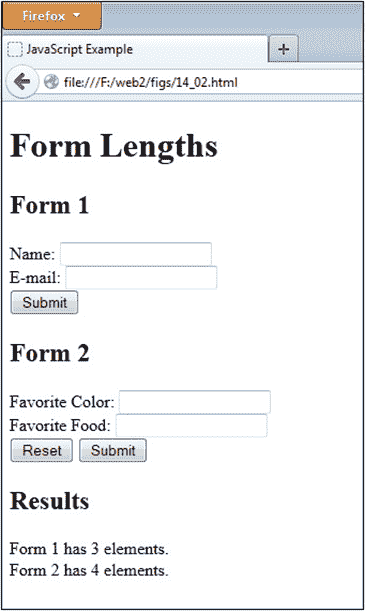 Firefox
JavaScript Example
file:///F:/web2/figs/14_02.html
Form Lengths
Form 1
Name:
E-mail:
Submit
Form 2
Favorite Color:
Favorite Food:
Reset Submit
Results
Form 1 has 3 elements.
Form 2 has 4 elements.